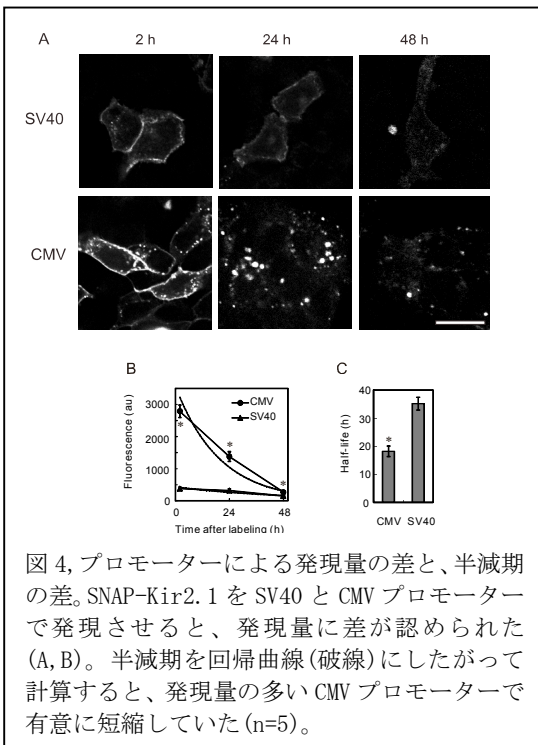 A
2 h 24 h 48 h
SV40
CMV
B
Fluorescence (au)
3000
2000
1000
500
0
CMV
SV40
*
*
*
0 24 48
Time after labeling (h)
C
Half-life (h)
40
30
20
10
0
*
CMV SV40
図 4,プロモーターによる発現量の差と、半減期
の差。SNAP-Kir2.1 を SV40 と CMV プロモーター
で発現させると、発現量に差が認められた
(A,B)。半減期を回帰曲線(破線)にしたがって
計算すると、発現量の多い CMV プロモーターで
有意に短縮していた(n=5)。